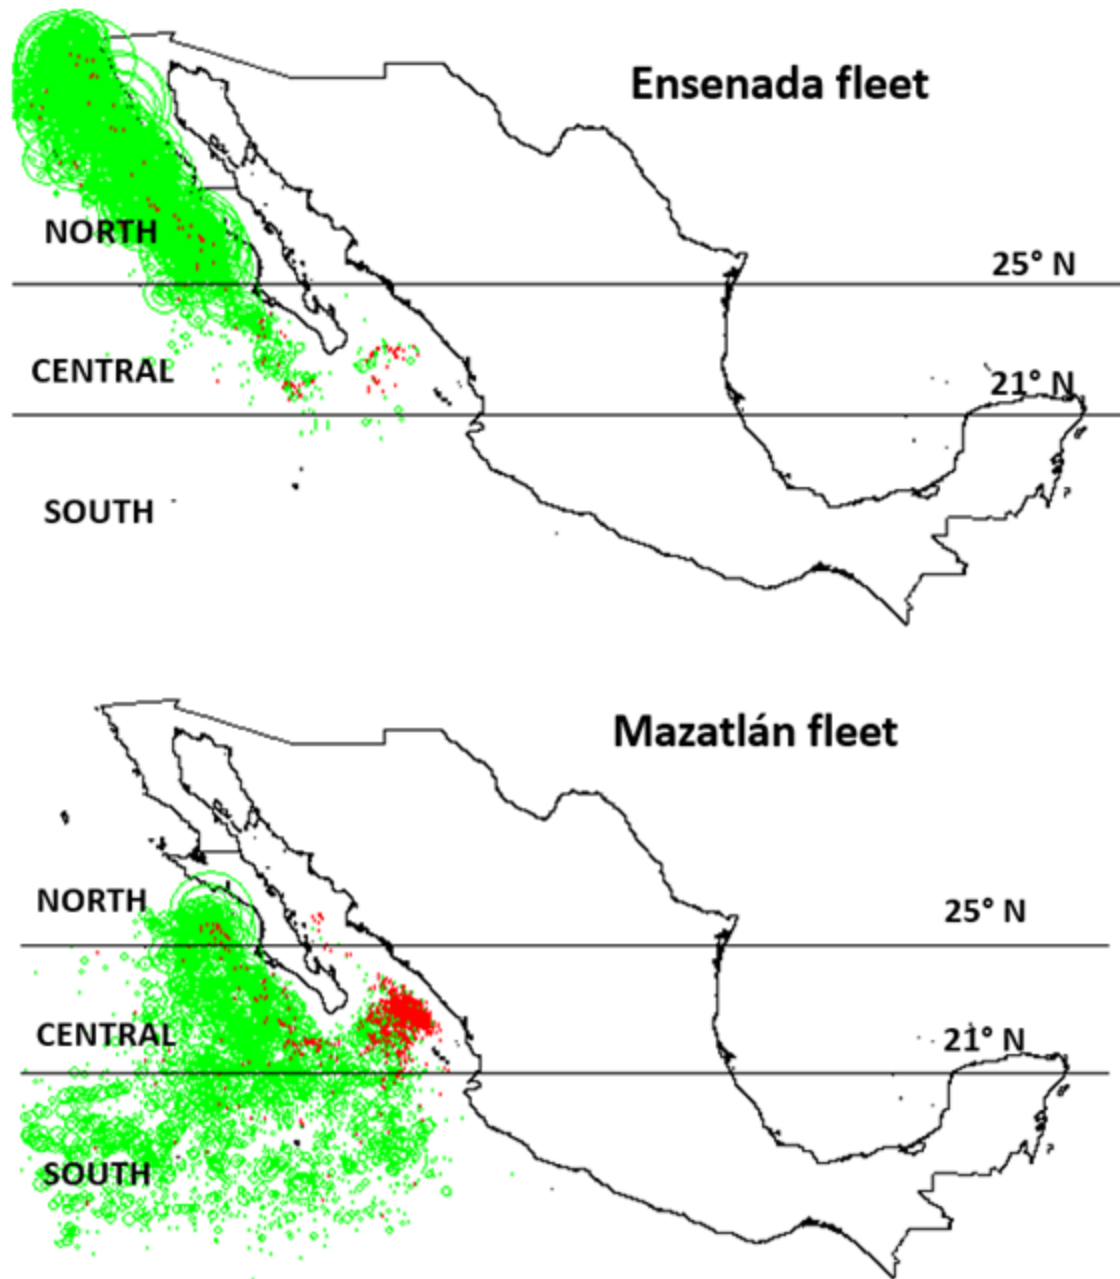 Ensenada fleet
NORTH
25° N
CENTRAL
21° N
SOUTH
Mazatlán fleet
NORTH
25° N
CENTRAL
21° N
SOUTH